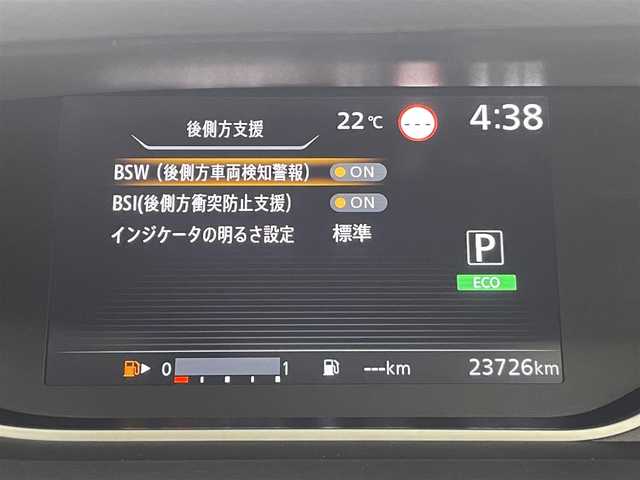 後側方支援 22℃ --- 4:38
BSW (後側方車両検知警報) ON
BSI(後側方衝突防止支援) ON
インジケータの明るさ設定 標準
P
ECO
0 1 ---km 23726km